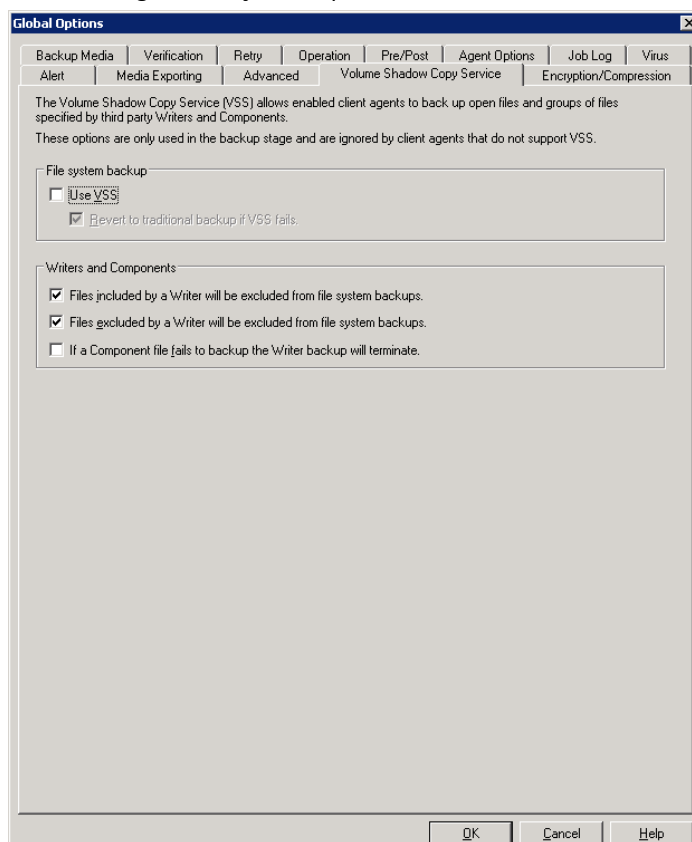 Global Options
Backup Media Verification Retry Operation Pre/Post Agent Options Job Log Virus
Alert Media Exporting Advanced Volume Shadow Copy Service Encryption/Compression
The Volume Shadow Copy Service (VSS) allows enabled client agents to back up open files and groups of files
specified by third party Writers and Components.
These options are only used in the backup stage and are ignored by client agents that do not support VSS.
File system backup
Use VSS
Revert to traditional backup if VSS fails.
Writers and Components
Files included by a Writer will be excluded from file system backups.
Files excluded by a Writer will be excluded from file system backups.
If a Component file fails to backup the Writer backup will terminate.
OK Cancel Help